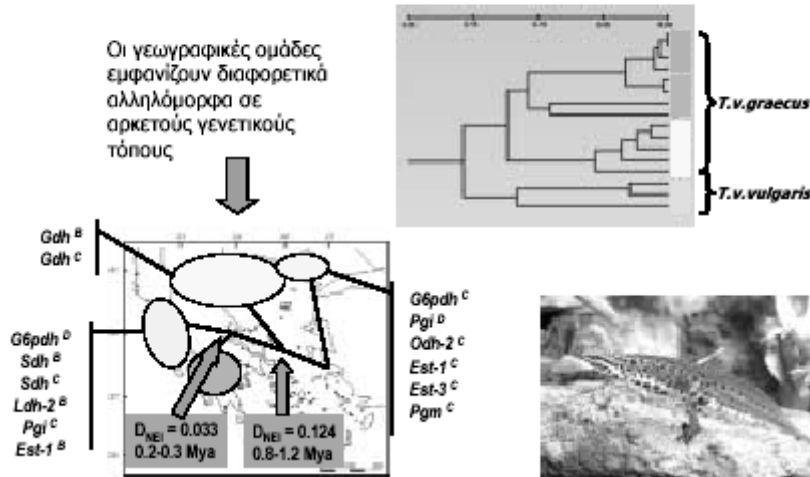 Οι γεωγραφικές ομάδες
εμφανίζουν διαφορετικά
αλληλόμορφα σε
αρκετούς γενετικούς
τόπους
T.v.graecus
T.v.vulgaris
Gdh B
Gdh C
G6pdh D
Sdh B
Sdh C
Ldh-2 B
Pgi C
Est-1 B
G6pdh C
Pgi D
Odh-2 C
Est-1 C
Est-3 C
Pgm C
D NEI = 0.033
0.2-0.3 Mya
D NEI = 0.124
0.8-1.2 Mya